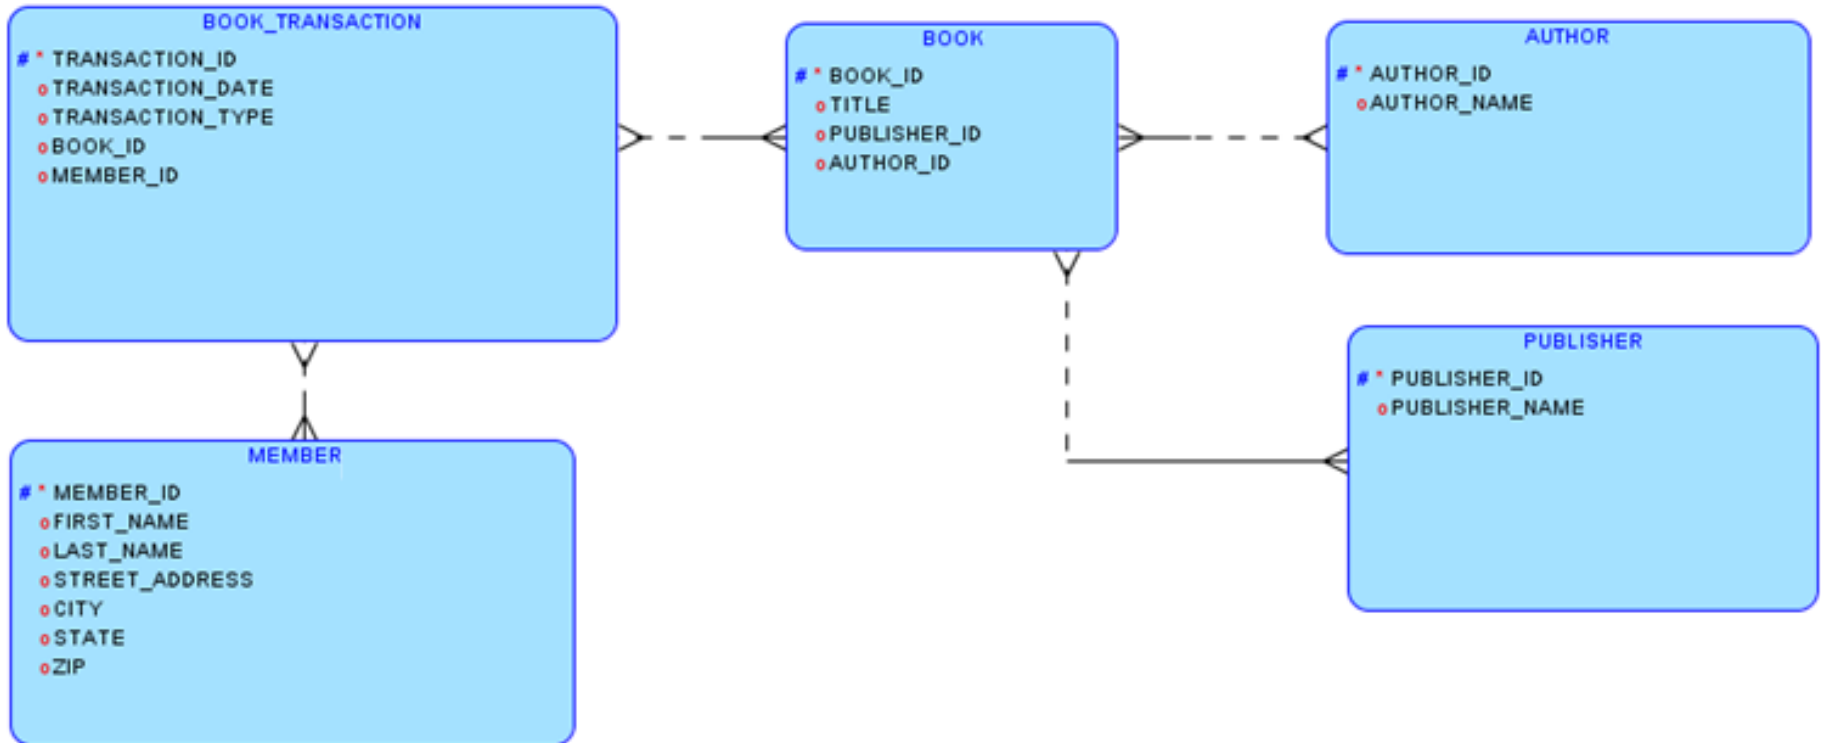 BOOK_TRANSACTION
# * TRANSACTION_ID
o TRANSACTION_DATE
o TRANSACTION_TYPE
o BOOK_ID
o MEMBER_ID
BOOK
# * BOOK_ID
o TITLE
o PUBLISHER_ID
o AUTHOR_ID
AUTHOR
# * AUTHOR_ID
o AUTHOR_NAME
MEMBER
# * MEMBER_ID
o FIRST_NAME
o LAST_NAME
o STREET_ADDRESS
o CITY
o STATE
o ZIP
PUBLISHER
# * PUBLISHER_ID
o PUBLISHER_NAME